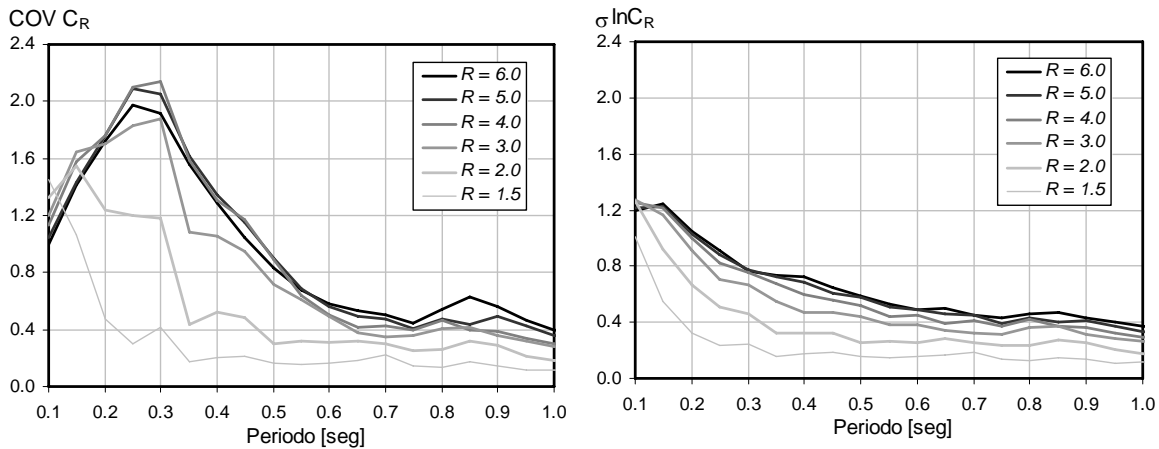 COV CR
2.4
2.0
1.6
1.2
0.8
0.4
0.0
0.1 0.2 0.3 0.4 0.5 0.6 0.7 0.8 0.9 1.0
Periodo [seg]
R = 6.0
R = 5.0
R = 4.0
R = 3.0
R = 2.0
R = 1.5
σ lnCR
2.4
2.0
1.6
1.2
0.8
0.4
0.0
0.1 0.2 0.3 0.4 0.5 0.6 0.7 0.8 0.9 1.0
Periodo [seg]
R = 6.0
R = 5.0
R = 4.0
R = 3.0
R = 2.0
R = 1.5